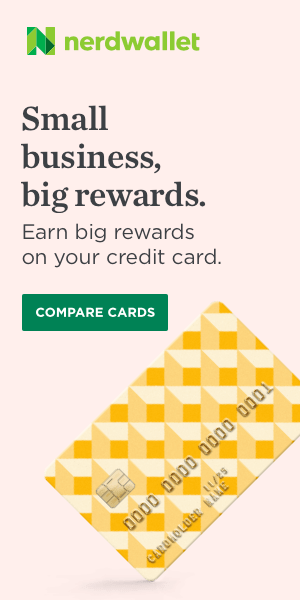 nerdwallet
Small
business,
big rewards.
Earn big rewards
on your credit card.
COMPARE CARDS
0000 0000 0000 0001
11/25
CARDHOLDER NAME